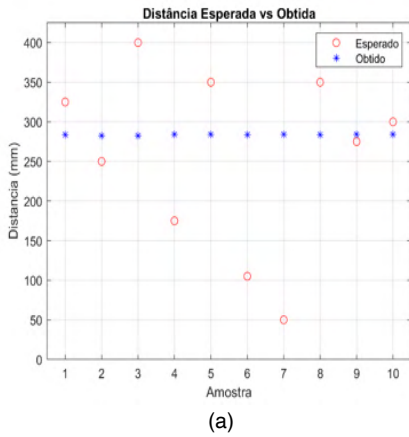 Distância Esperada vs Obtida
400
350
300
250
200
150
100
50
0
Distancia (mm)
Esperado
Obtido
1 2 3 4 5 6 7 8 9 10
Amostra
(a)